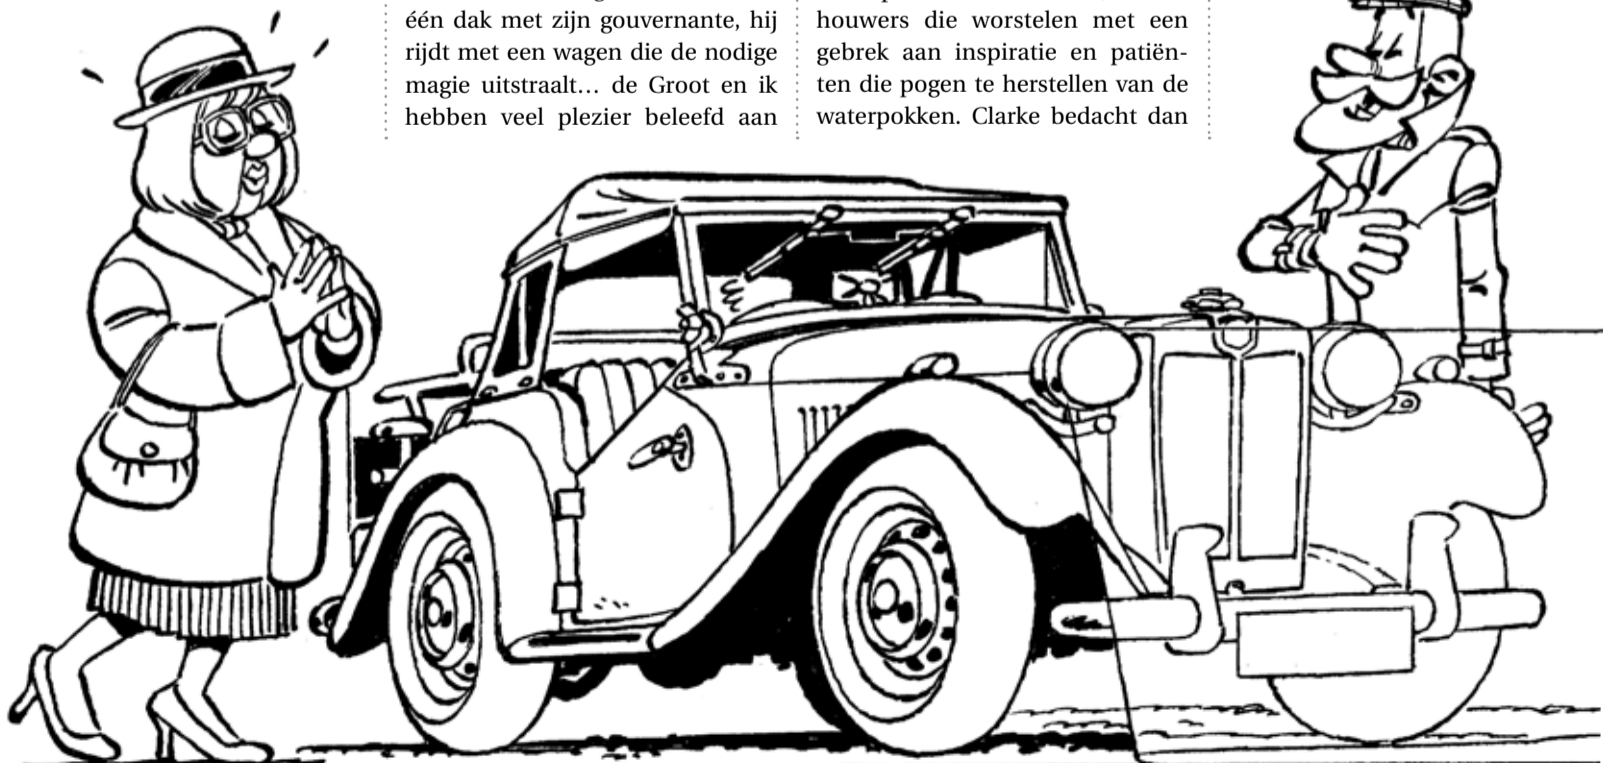 één dak met zijn gouvernante, hij
rijdt met een wagen die de nodige
magie uitstraalt… de Groot en ik
hebben veel plezier beleefd aan
houwers die worstelen met een
gebrek aan inspiratie en patiën-
ten die pogen te herstellen van de
waterpokken. Clarke bedacht dan